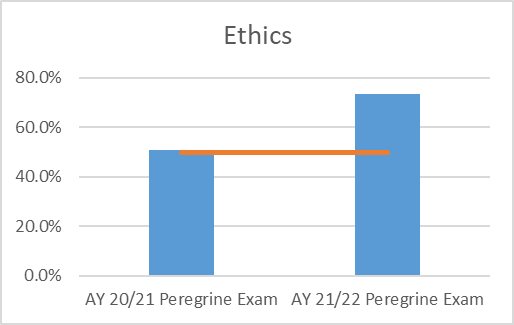 Ethics
80.0%
60.0%
40.0%
20.0%
0.0%
AY 20/21 Peregrine Exam
AY 21/22 Peregrine Exam